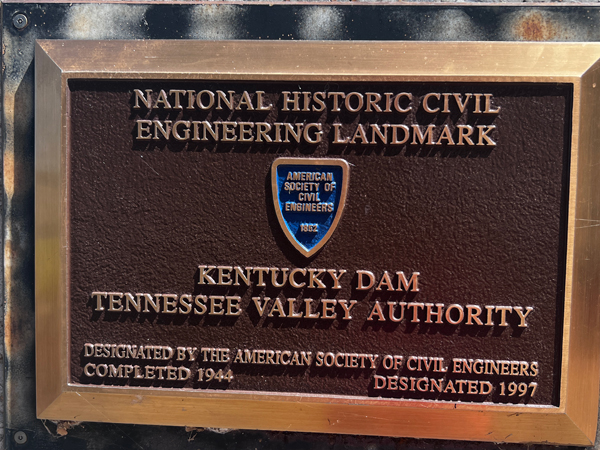 NATIONAL HISTORIC CIVIL
ENGINEERING LANDMARK
AMERICAN
SOCIETY OF
CIVIL
ENGINEERS
1852
KENTUCKY DAM
TENNESSEE VALLEY AUTHORITY
DESIGNATED BY THE AMERICAN SOCIETY OF CIVIL ENGINEERS
COMPLETED 1944 DESIGNATED 1997